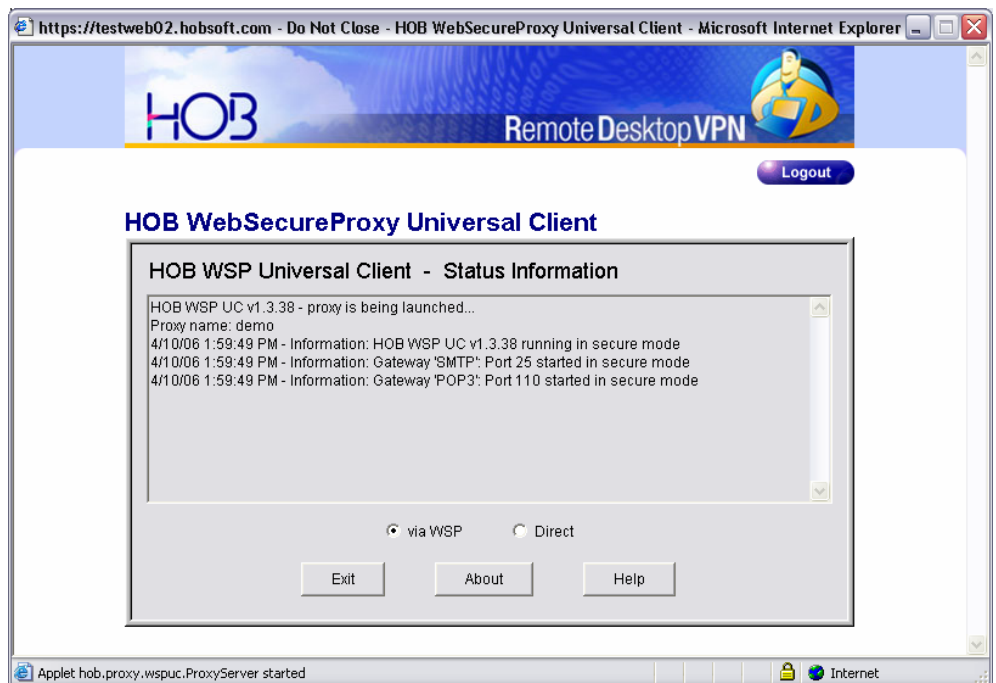 https://testweb02.hobsoft.com - Do Not Close - HOB WebSecureProxy Universal Client - Microsoft Internet Explorer
HOB
Remote Desktop VPN
Logout
HOB WebSecureProxy Universal Client
HOB WSP Universal Client - Status Information
HOB WSP UC v1.3.38 - proxy is being launched...
Proxy name: demo
4/10/06 1:59:49 PM - Information: HOB WSP UC v1.3.38 running in secure mode
4/10/06 1:59:49 PM - Information: Gateway 'SMTP': Port 25 started in secure mode
4/10/06 1:59:49 PM - Information: Gateway 'POP3': Port 110 started in secure mode
via WSP Direct
Exit About Help
Applet hob.proxy.wspuc.ProxyServer started Internet